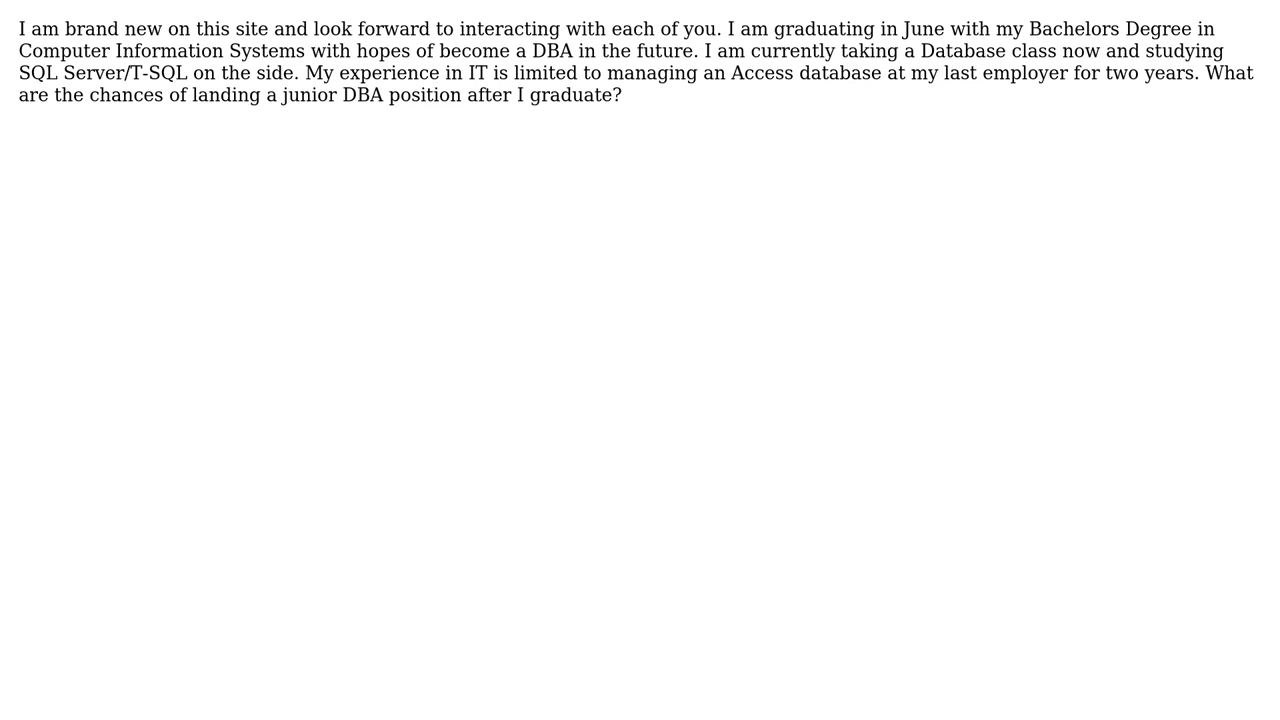 I am brand new on this site and look forward to interacting with each of you. I am graduating in June with my Bachelors Degree in
Computer Information Systems with hopes of become a DBA in the future. I am currently taking a Database class now and studying
SQL Server/T-SQL on the side. My experience in IT is limited to managing an Access database at my last employer for two years. What
are the chances of landing a junior DBA position after I graduate?